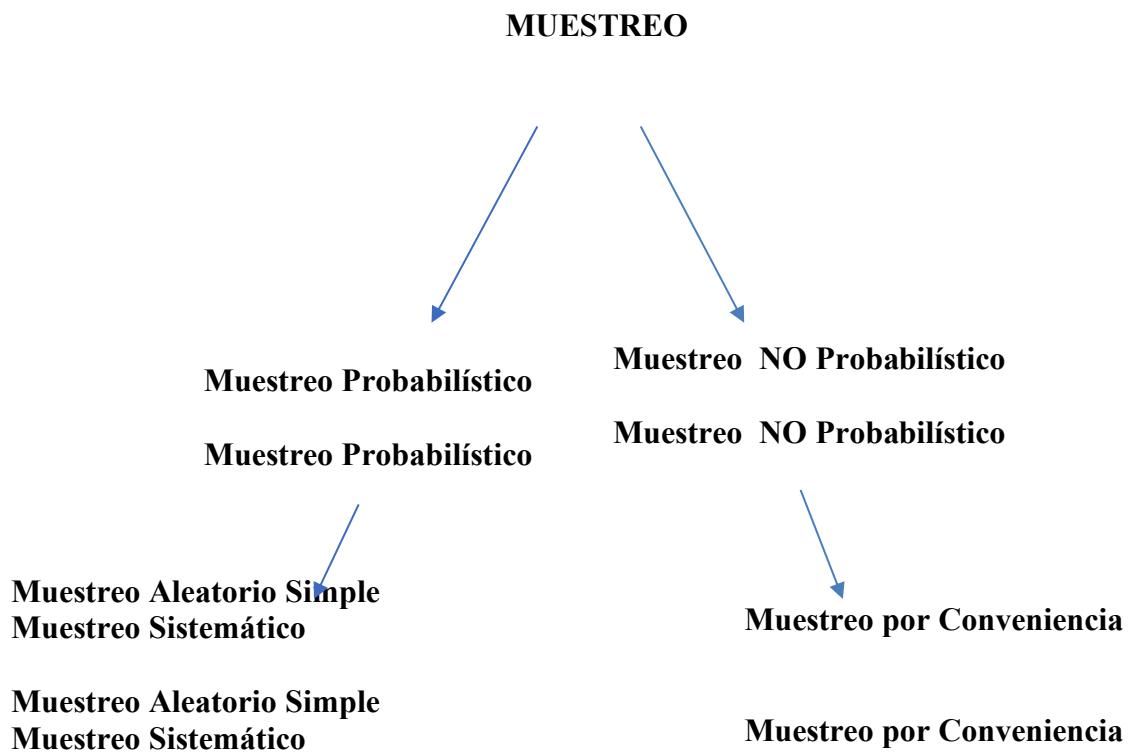 MUESTREO
Muestreo Probabilístico
Muestreo Probabilístico
Muestreo  NO Probabilístico
Muestreo  NO Probabilístico
Muestreo Aleatorio Simple
Muestreo Sistemático
Muestreo Aleatorio Simple
Muestreo Sistemático
Muestreo por Conveniencia
Muestreo por Conveniencia